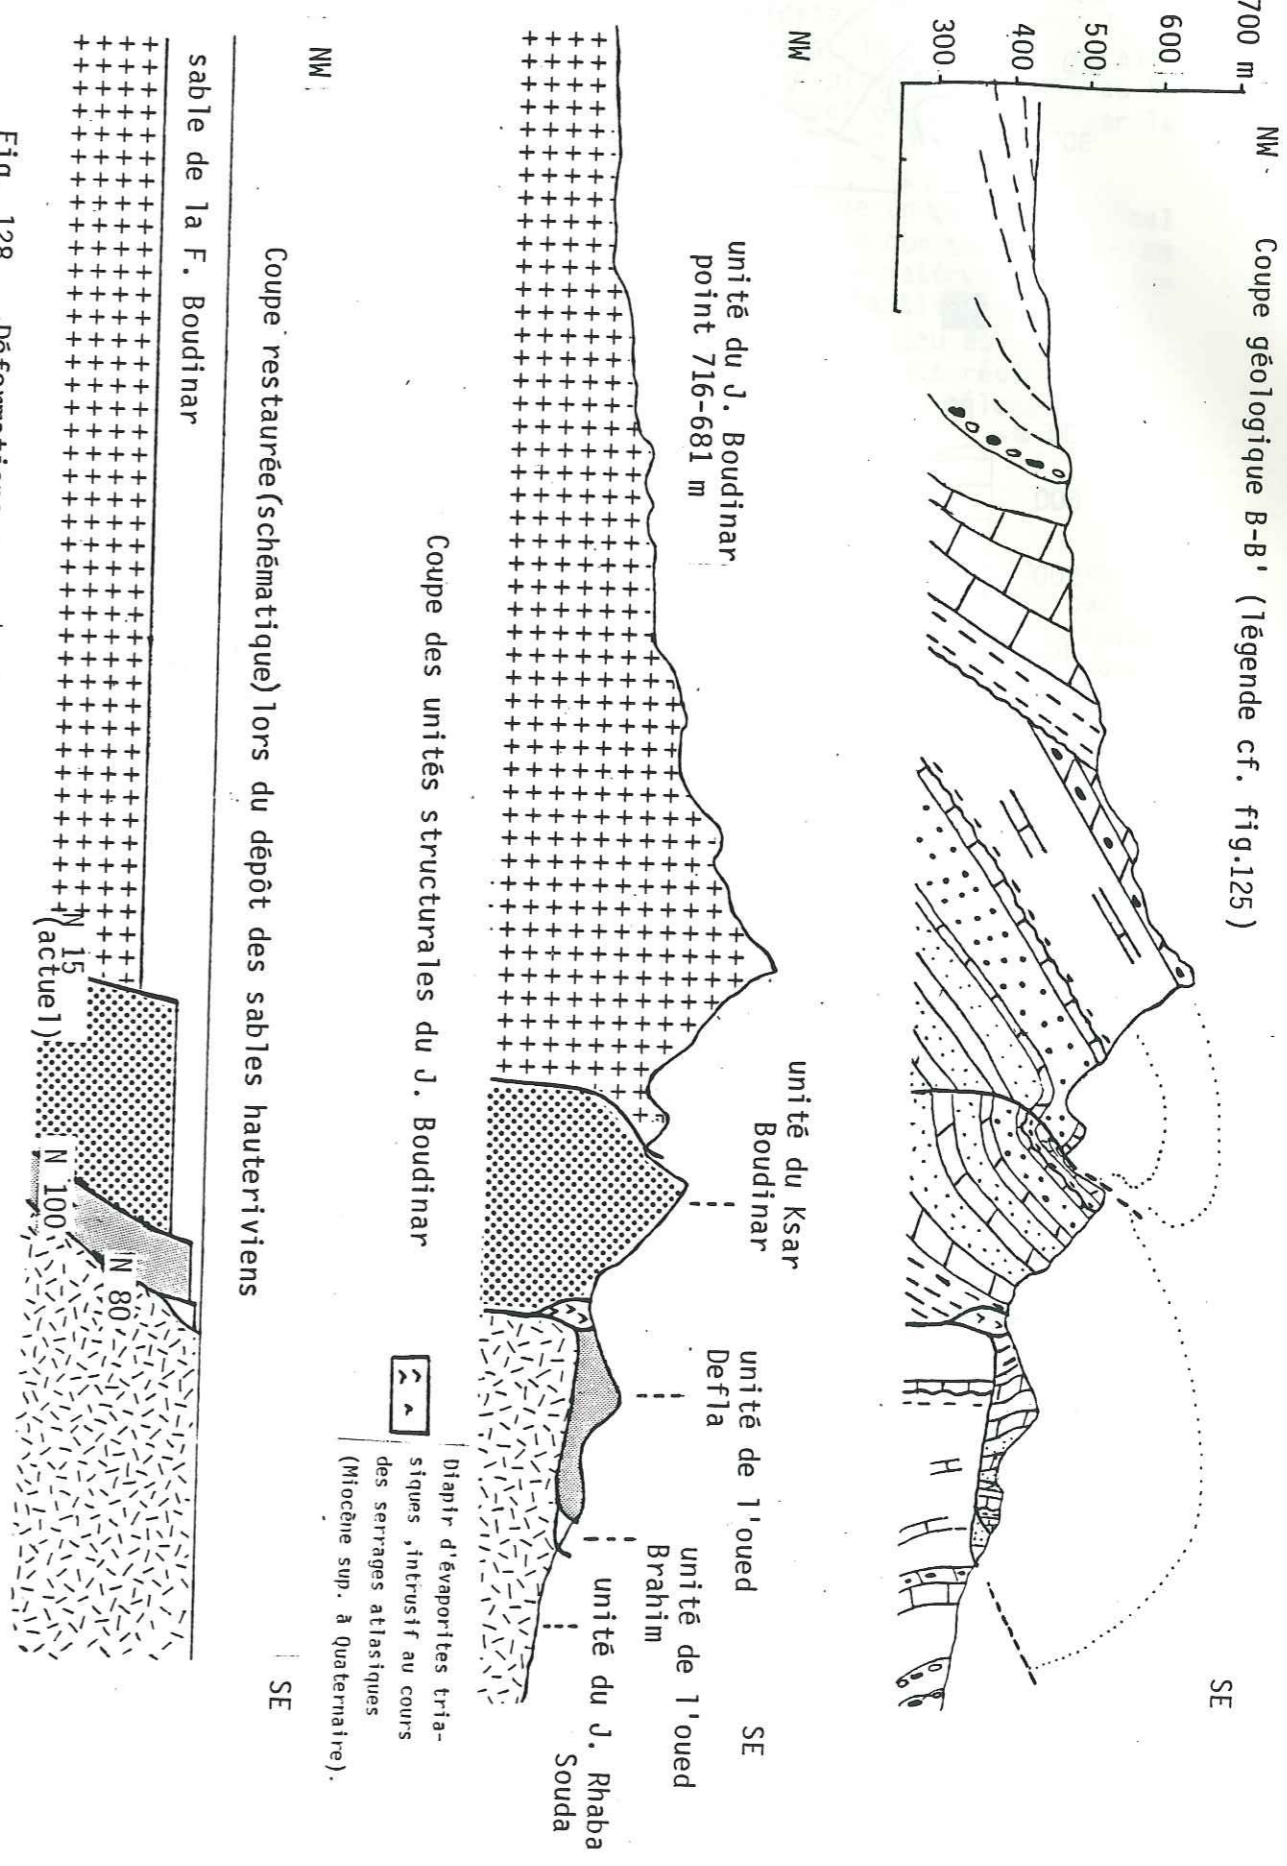 Coupe géologique B-B' (légende cf. fig.125)
NW
SE
700 m
600
500
400
300
NW
SE
unité du J. Boudinar
point 716-681 m
unité du Ksar
Boudinar
unité de l'oued
Defla
unité de l'oued
Brahim
unité du J. Rhaba
Souda
Coupe des unités structurales du J. Boudinar
Diapir d'évaporites tria-
siques ,intrusif au cours
des serrages atlasiques
(Miocène sup. à Quaternaire).
NW
SE
Coupe restaurée(schématique)lors du dépôt des sables hauteriviens
sable de la F. Boudinar
N 15
(actuel)
N 100
N 80
Fig. 128